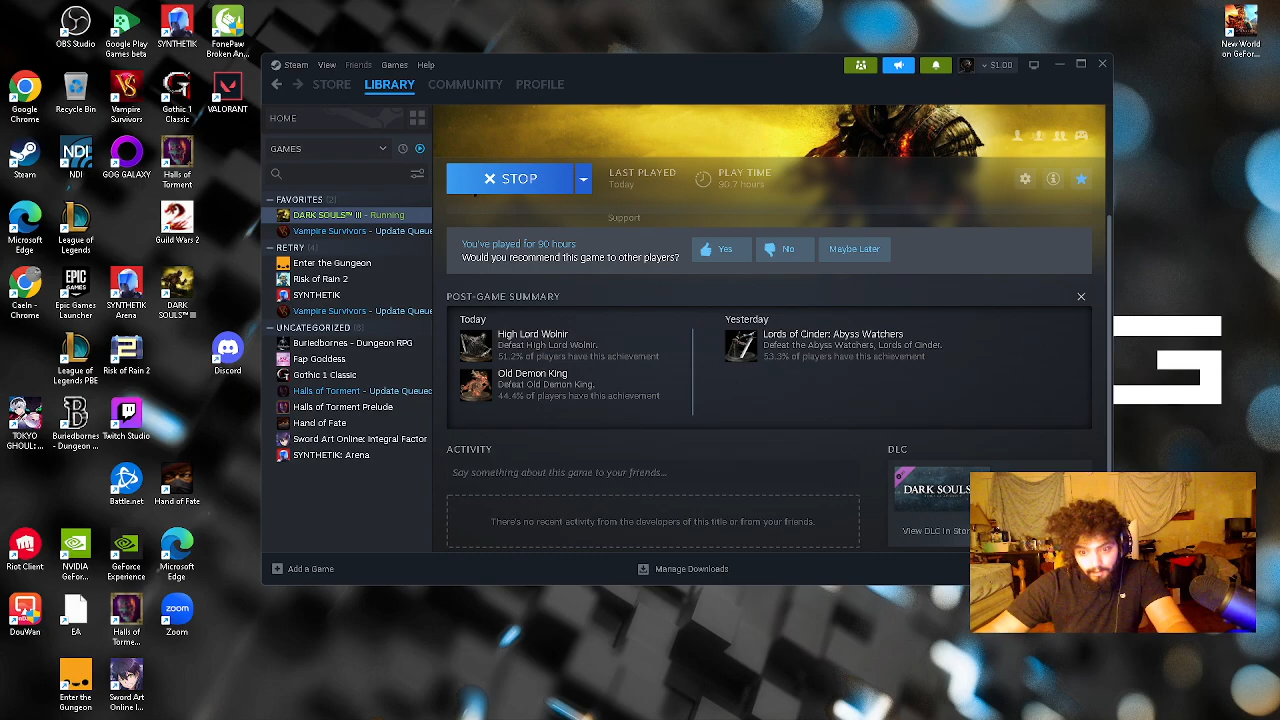 OBS Studio
Google Play Games beta
SYNTHETIK
FonePaw Broken An...
Google Chrome
Recycle Bin
Vampire Survivors
Gothic 1 Classic
VALORANT
Steam
NDI
GOG GALAXY
Halls of Torment
Microsoft Edge
League of Legends
Guild Wars 2
Caeln - Chrome
Epic Games Launcher
SYNTHETIK Arena
DARK SOULS™ III
League of Legends PBE
Risk of Rain 2
Discord
TOKYO GHOUL: ...
Buriedbornes - Dungeon ...
Twitch Studio
Battle.net
Hand of Fate
Riot Client
NVIDIA GeFor...
GeForce Experience
Microsoft Edge
DouWan
EA
Halls of Torme...
Zoom
Enter the Gungeon
Sword Art Online I...
New World on GeFor...
Steam View Friends Games Help
$1.00
STORE LIBRARY COMMUNITY PROFILE
HOME
GAMES
FAVORITES (2)
DARK SOULS™ III - Running
Vampire Survivors - Update Queue
RETRY (4)
Enter the Gungeon
Risk of Rain 2
SYNTHETIK
Vampire Survivors - Update Queue
UNCATEGORIZED (8)
Buriedbornes - Dungeon RPG
Fap Goddess
Gothic 1 Classic
Halls of Torment - Update Queued
Halls of Torment Prelude
Hand of Fate
Sword Art Online: Integral Factor
SYNTHETIK: Arena
STOP
LAST PLAYED
Today
PLAY TIME
90.7 hours
Support
You've played for 90 hours
Would you recommend this game to other players?
Yes No Maybe Later
POST-GAME SUMMARY
Today
High Lord Wolnir
Defeat High Lord Wolnir.
51.2% of players have this achievement
Old Demon King
Defeat Old Demon King.
44.4% of players have this achievement
Yesterday
Lords of Cinder: Abyss Watchers
Defeat the Abyss Watchers, Lords of Cinder.
53.3% of players have this achievement
ACTIVITY
Say something about this game to your friends...
There's no recent activity from the developers of this title or from your friends.
DLC
DARK SOULS
View DLC In Stor
Add a Game
Manage Downloads